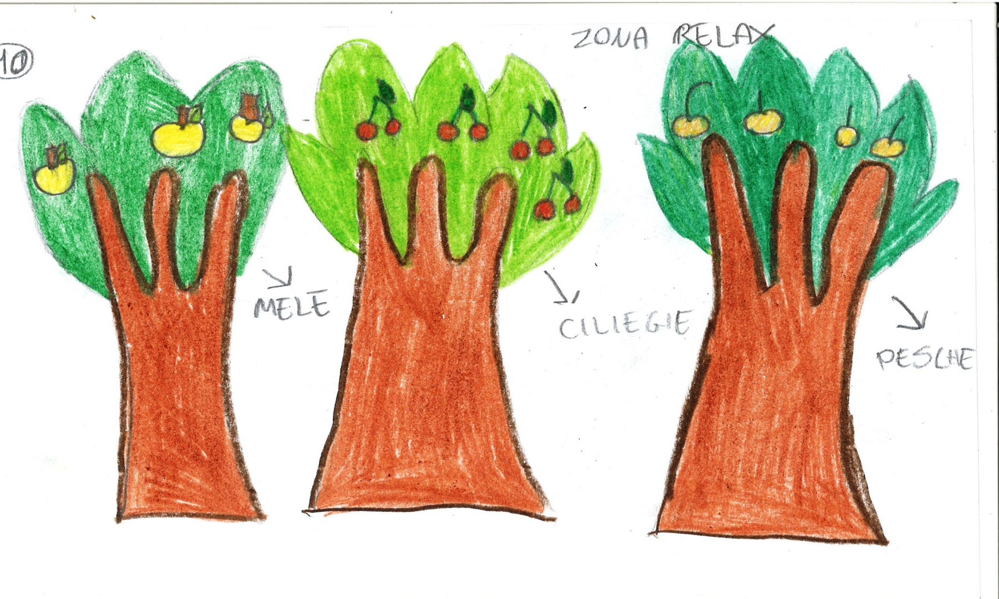 10
ZONA RELAX
MELE
CILIEGIE
PESCHE